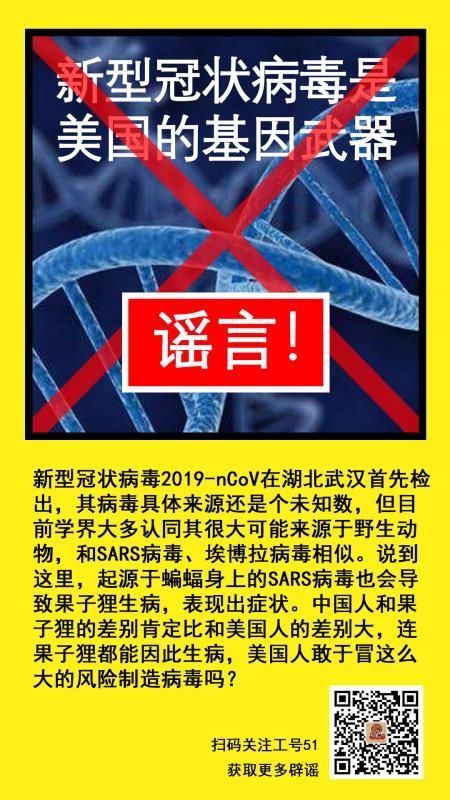 新型冠状病毒是
美国的基因武器
谣言！
新型冠状病毒2019-nCoV在湖北武汉首先检
出，其病毒具体来源还是个未知数，但目
前学界大多认同其很大可能来源于野生动
物，和SARS病毒、埃博拉病毒相似。说到
这里，起源于蝙蝠身上的SARS病毒也会导
致果子狸生病，表现出症状。中国人和果
子狸的差别肯定比和美国人的差别大，连
果子狸都能因此生病，美国人敢于冒这么
大的风险制造病毒吗？
扫码关注工号51
获取更多辟谣